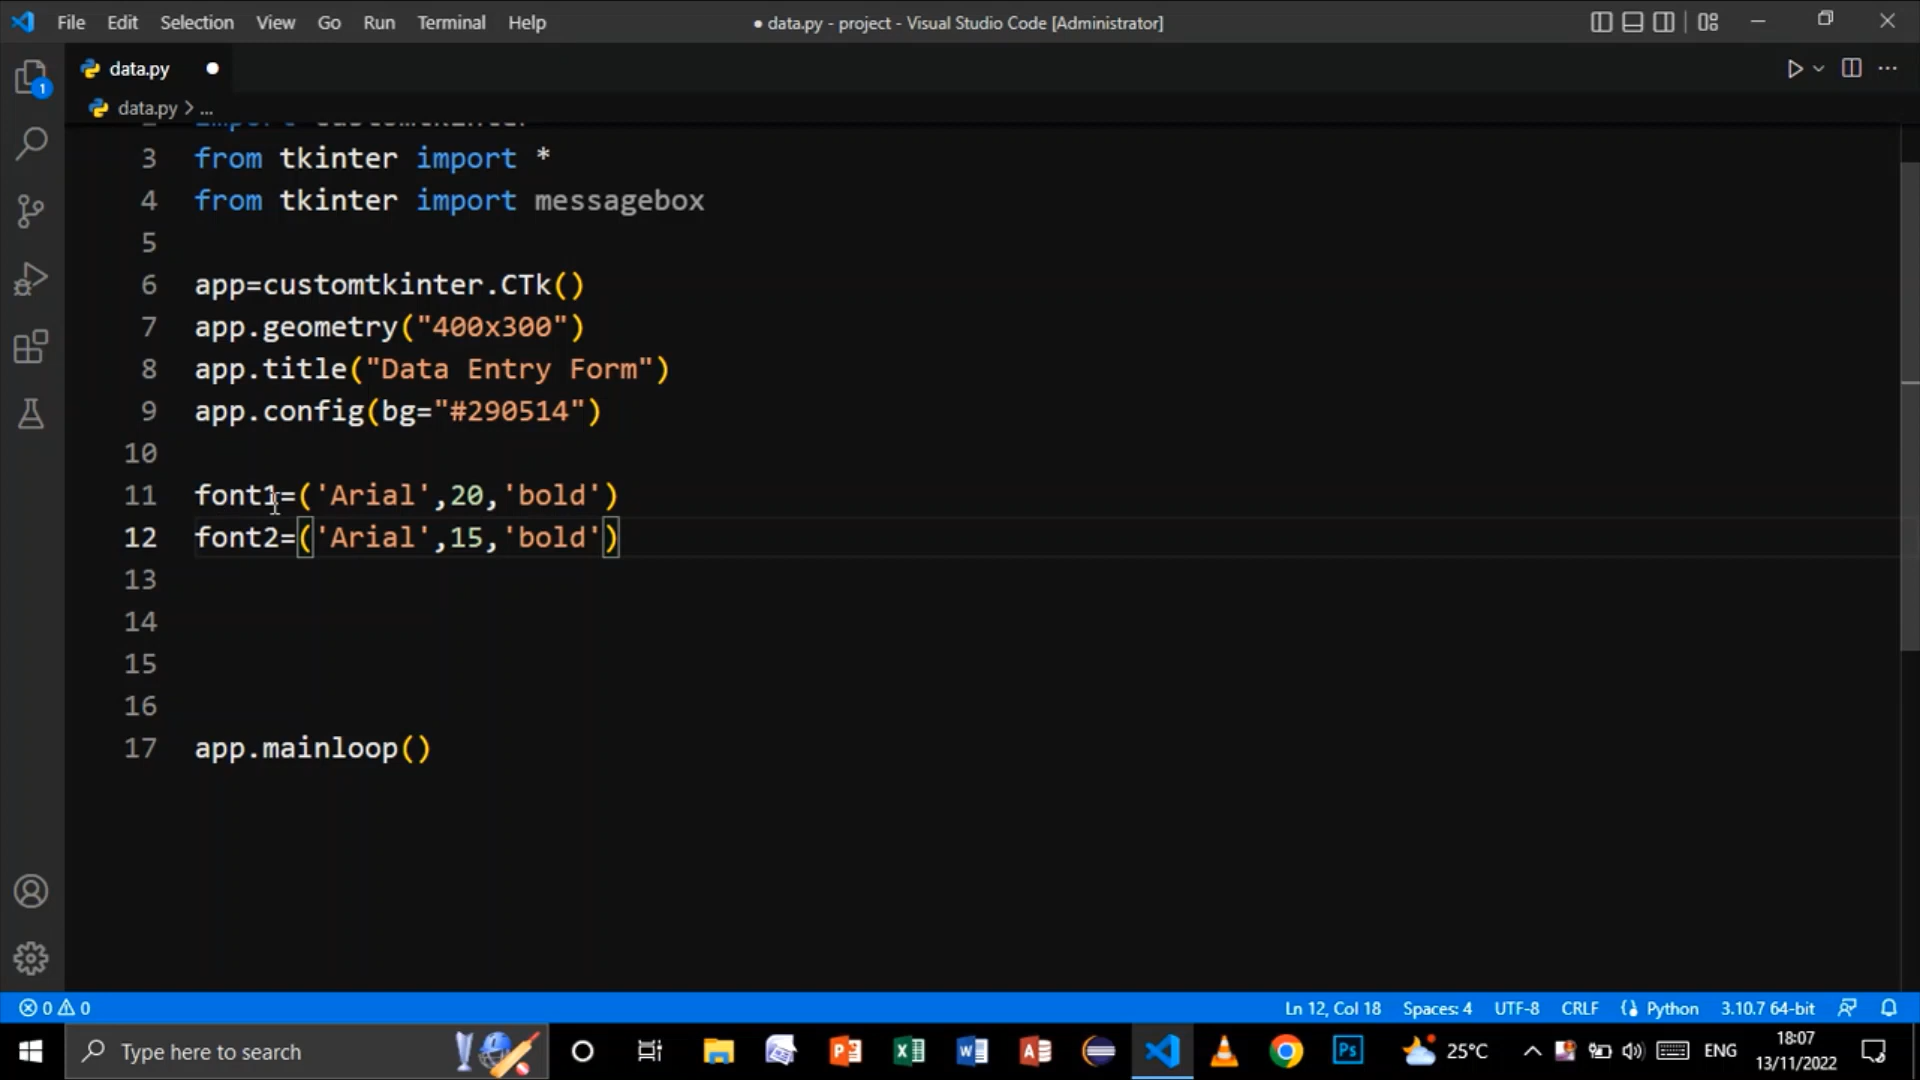 File Edit Selection View Go Run Terminal Help
● data.py - project - Visual Studio Code [Administrator]
data.py ●
data.py > ...
1
3 from tkinter import *
4 from tkinter import messagebox
5
6 app=customtkinter.CTk()
7 app.geometry("400x300")
8 app.title("Data Entry Form")
9 app.config(bg="#290514")
10
11 font1=('Arial',20,'bold')
12 font2=('Arial',15,'bold')
13
14
15
16
17 app.mainloop()
0 0
Ln 12, Col 18 Spaces: 4 UTF-8 CRLF Python 3.10.7 64-bit
Type here to search
Ps
25°C
ENG
18:07
13/11/2022